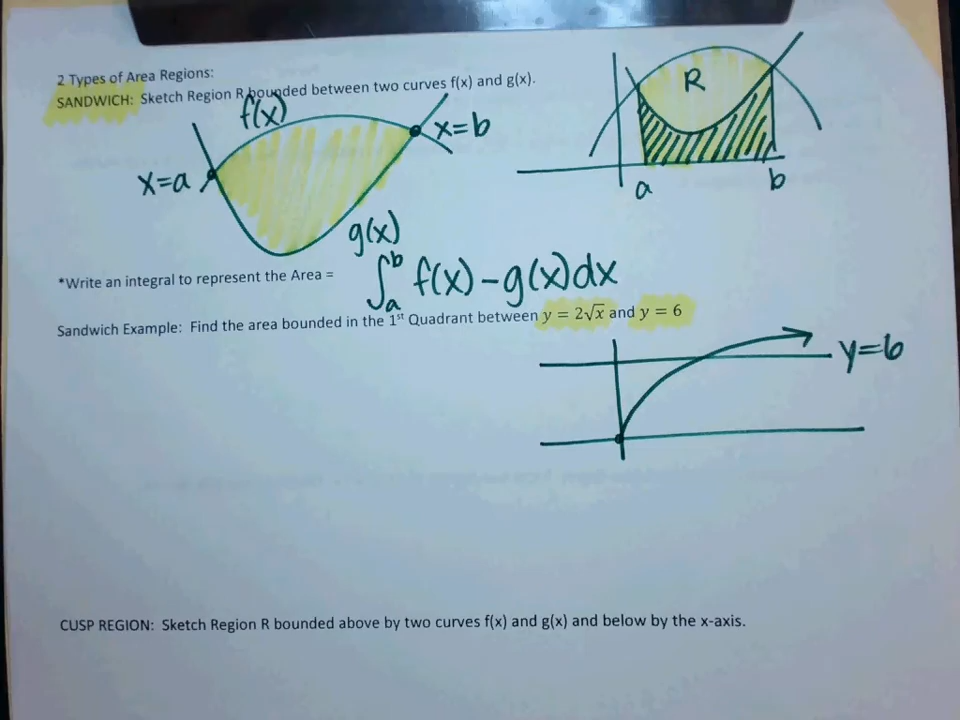 2 Types of Area Regions:
SANDWICH: Sketch Region R bounded between two curves f(x) and g(x).
f(x)
x=a
x=b
g(x)
R
a
b
*Write an integral to represent the Area = ∫ₐᵇ f(x)-g(x)dx
Sandwich Example: Find the area bounded in the 1st Quadrant between y = 2√x and y = 6
y=6
CUSP REGION: Sketch Region R bounded above by two curves f(x) and g(x) and below by the x-axis.